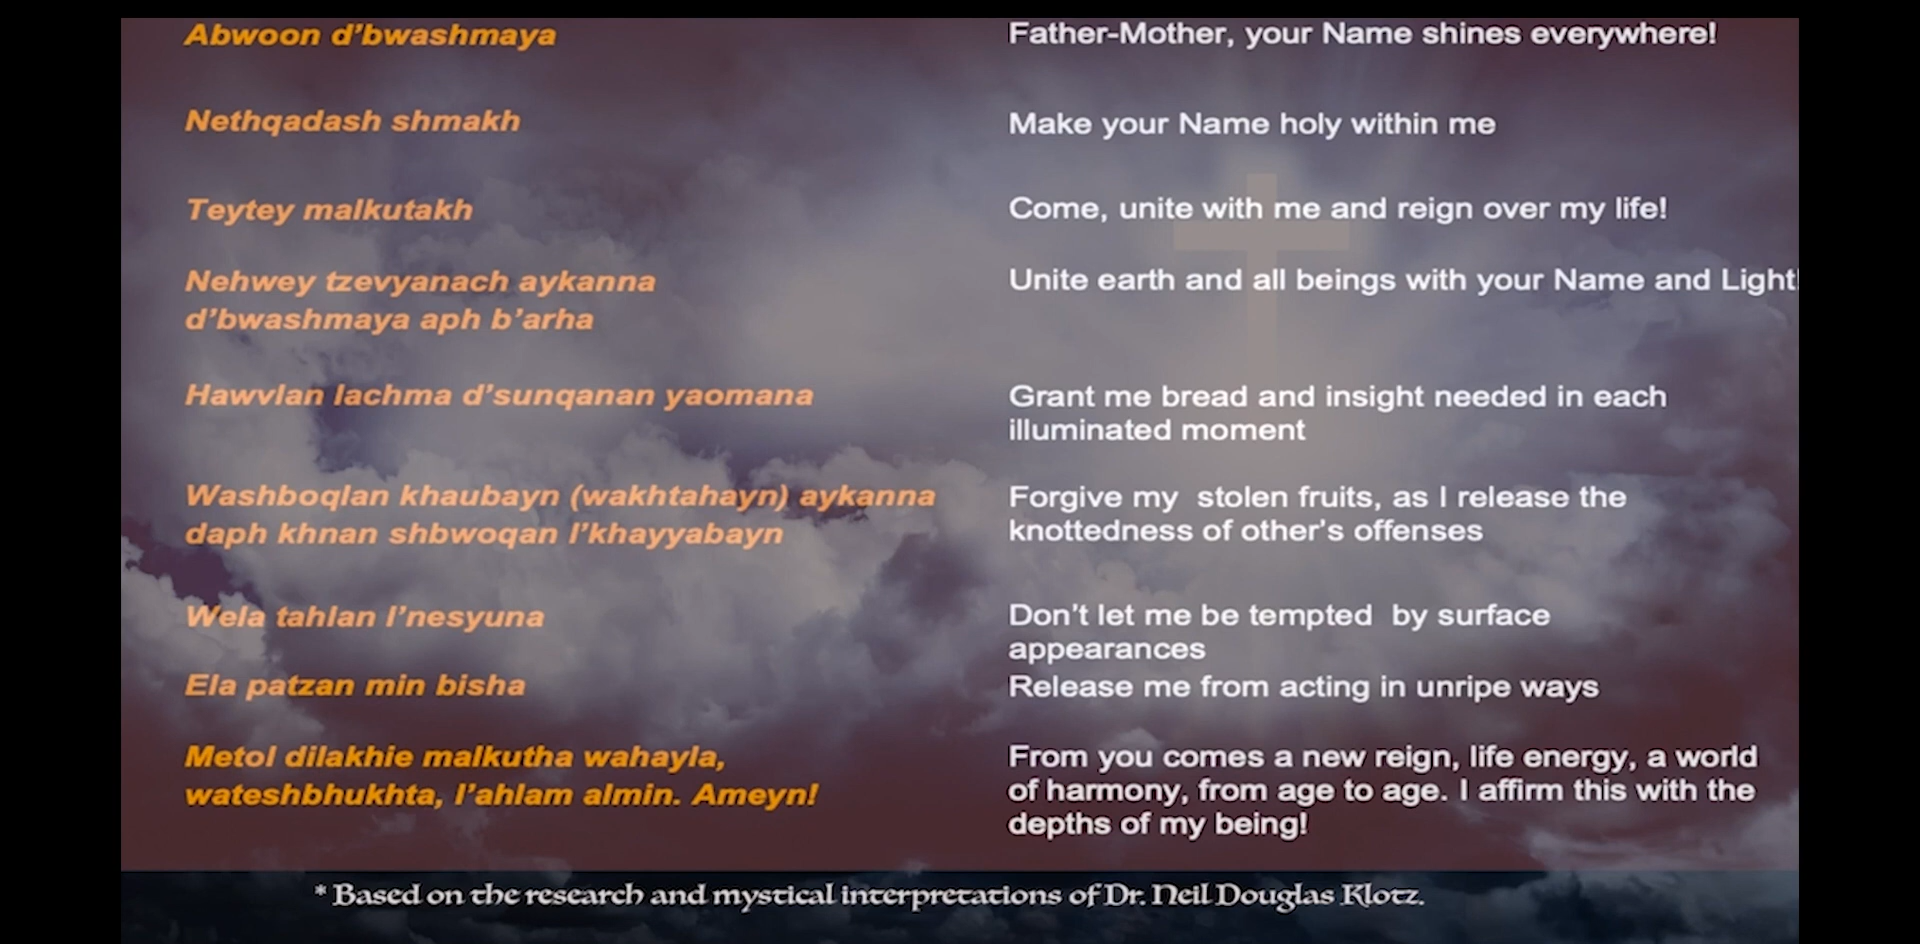 Abwoon d'bwashmaya
Father-Mother, your Name shines everywhere!
Nethqadash shmakh
Make your Name holy within me
Teytey malkutakh
Come, unite with me and reign over my life!
Nehwey tzevyanach aykanna
d'bwashmaya aph b'arha
Unite earth and all beings with your Name and Light!
Hawvlan lachma d'sunqanan yaomana
Grant me bread and insight needed in each
illuminated moment
Washboqlan khaubayn (wakhtahayn) aykanna
daph khnan shbwoqan l'khayyabayn
Forgive my  stolen fruits, as I release the
knottedness of other's offenses
Wela tahlan l'nesyuna
Don't let me be tempted  by surface
appearances
Ela patzan min bisha
Release me from acting in unripe ways
Metol dilakhie malkutha wahayla,
wateshbhukhta, l'ahlam almin. Ameyn!
From you comes a new reign, life energy, a world
of harmony, from age to age. I affirm this with the
depths of my being!
* Based on the research and mystical interpretations of Dr. Neil Douglas Klotz.